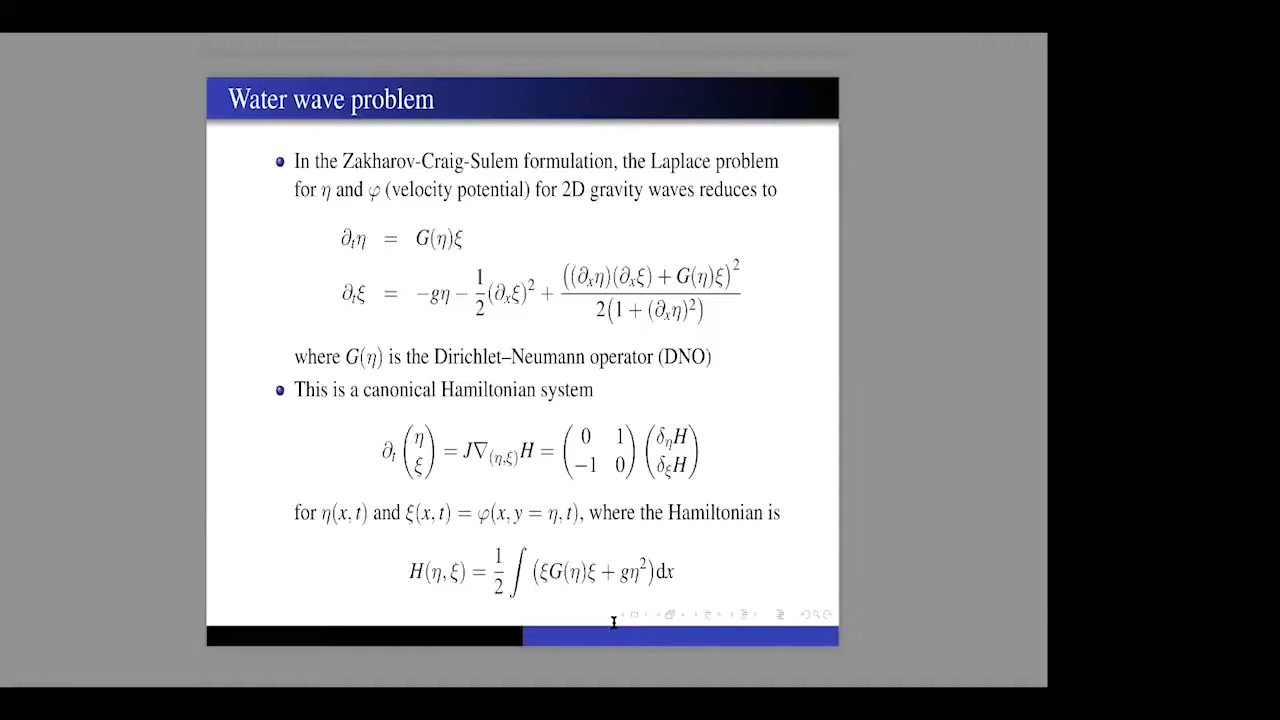 Water wave problem
In the Zakharov-Craig-Sulem formulation, the Laplace problem
for η and φ (velocity potential) for 2D gravity waves reduces to
∂ₜη = G(η)ξ
∂ₜξ = −gη − 1/2 (∂ₓξ)² + ((∂ₓη)(∂ₓξ) + G(η)ξ)² / 2(1 + (∂ₓη)²)
where G(η) is the Dirichlet–Neumann operator (DNO)
This is a canonical Hamiltonian system
∂ₜ (η ξ) = J∇_(η,ξ) H = (0 1 −1 0) (δ_η H δ_ξ H)
for η(x, t) and ξ(x, t) = φ(x, y = η, t), where the Hamiltonian is
H(η, ξ) = 1/2 ∫ (ξG(η)ξ + gη²)dx